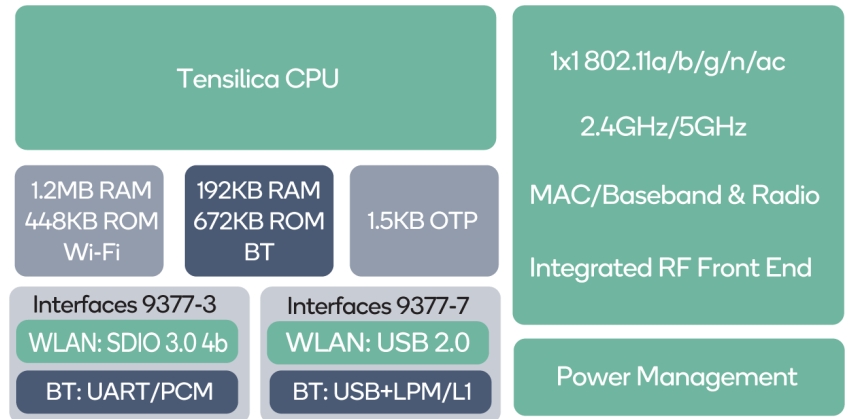 Tensilica CPU
1.2MB RAM
448KB ROM
Wi-Fi
192KB RAM
672KB ROM
BT
1.5KB OTP
Interfaces 9377-3
WLAN: SDIO 3.0 4b
BT: UART/PCM
Interfaces 9377-7
WLAN: USB 2.0
BT: USB+LPM/L1
1x1 802.11a/b/g/n/ac
2.4GHz/5GHz
MAC/Baseband & Radio
Integrated RF Front End
Power Management